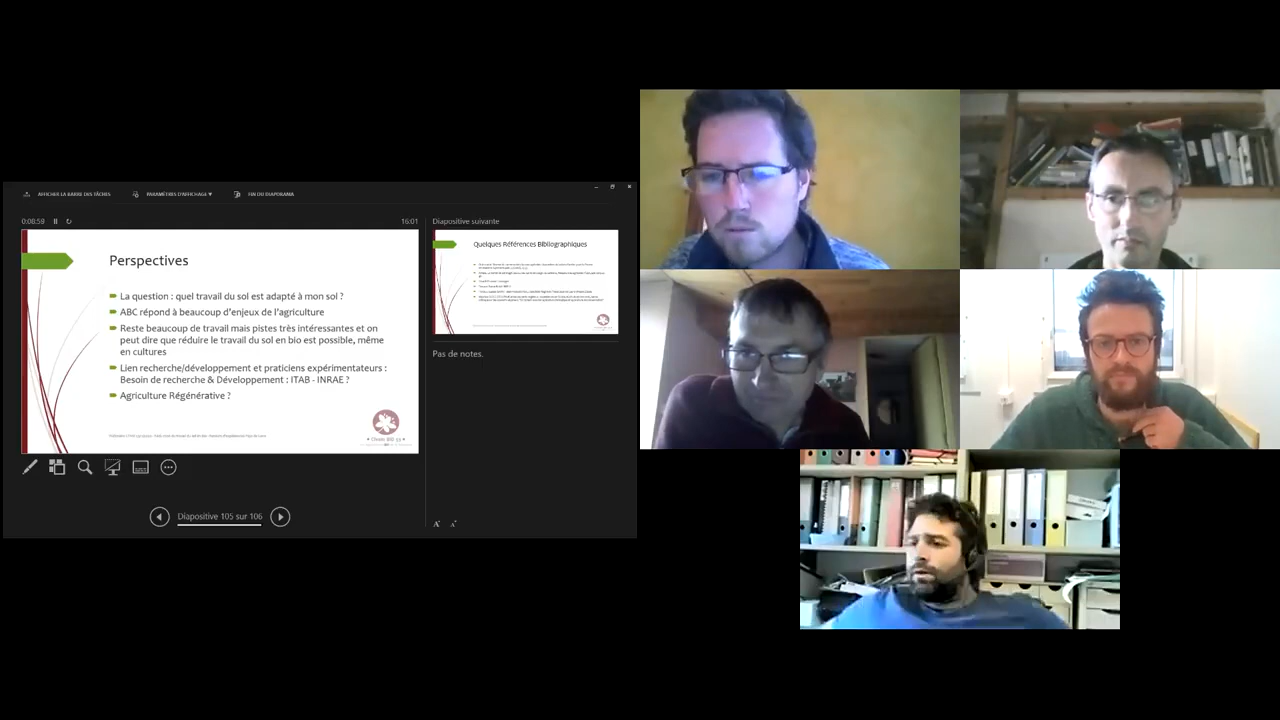 AFFICHER LA BARRE DES TÂCHES
PARAMÈTRES D'AFFICHAGE ▼
FIN DU DIAPORAMA
0:08:59
16:01
Perspectives
La question : quel travail du sol est adapté à mon sol ?
ABC répond à beaucoup d'enjeux de l'agriculture
Reste beaucoup de travail mais pistes très intéressantes et on
peut dire que réduire le travail du sol en bio est possible, même
en cultures
Lien recherche/développement et praticiens expérimentateurs :
Besoin de recherche & Développement : ITAB - INRAE ?
Agriculture Régénérative ?
Diapositive 105 sur 106
Diapositive suivante
Quelques Références Bibliographiques
Pas de notes.